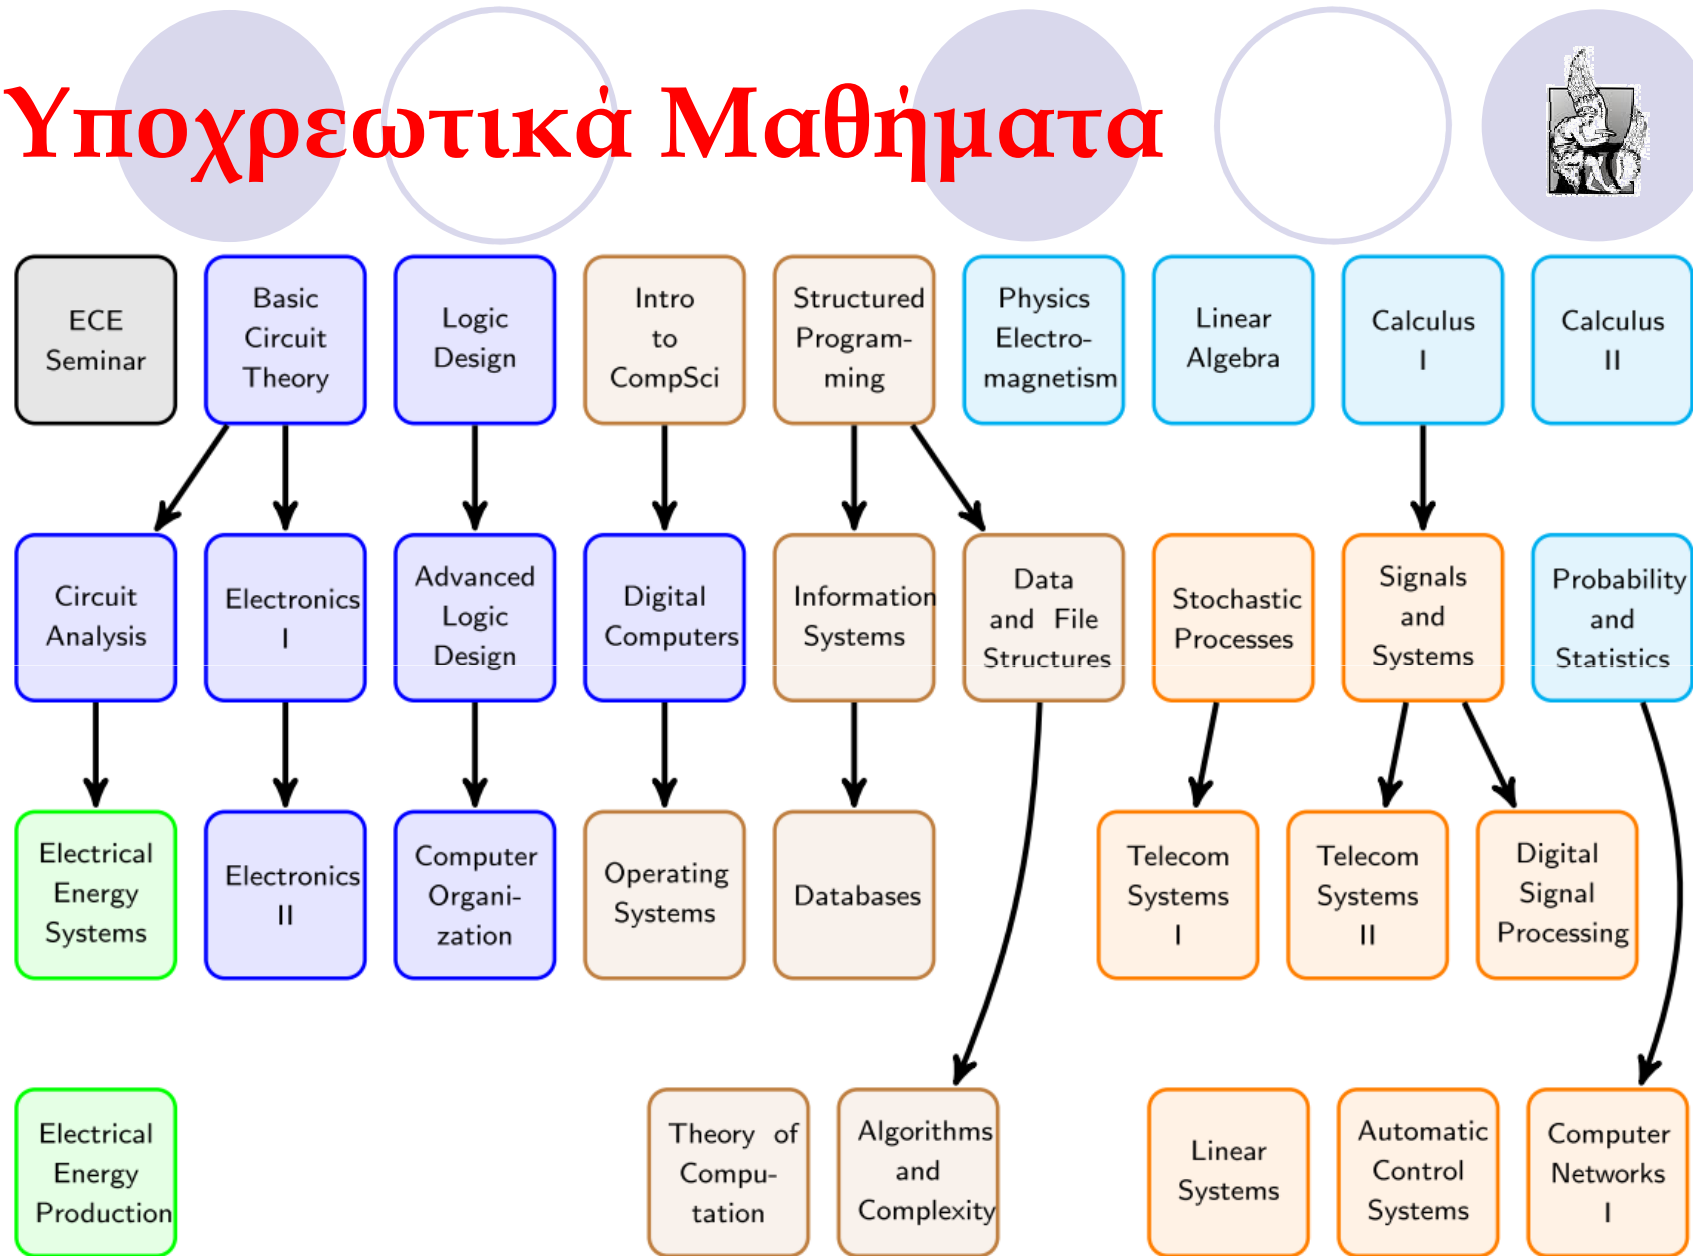 Υποχρεωτικά Μαθήματα
ECE
Seminar
Basic
Circuit
Theory
Logic
Design
Intro
to
CompSci
Structured
Program-
ming
Physics
Electro-
magnetism
Linear
Algebra
Calculus
I
Calculus
II
Circuit
Analysis
Electronics
I
Advanced
Logic
Design
Digital
Computers
Information
Systems
Data
and File
Structures
Stochastic
Processes
Signals
and
Systems
Probability
and
Statistics
Electrical
Energy
Systems
Electronics
II
Computer
Organi-
zation
Operating
Systems
Databases
Telecom
Systems
I
Telecom
Systems
II
Digital
Signal
Processing
Electrical
Energy
Production
Theory of
Compu-
tation
Algorithms
and
Complexity
Linear
Systems
Automatic
Control
Systems
Computer
Networks
I